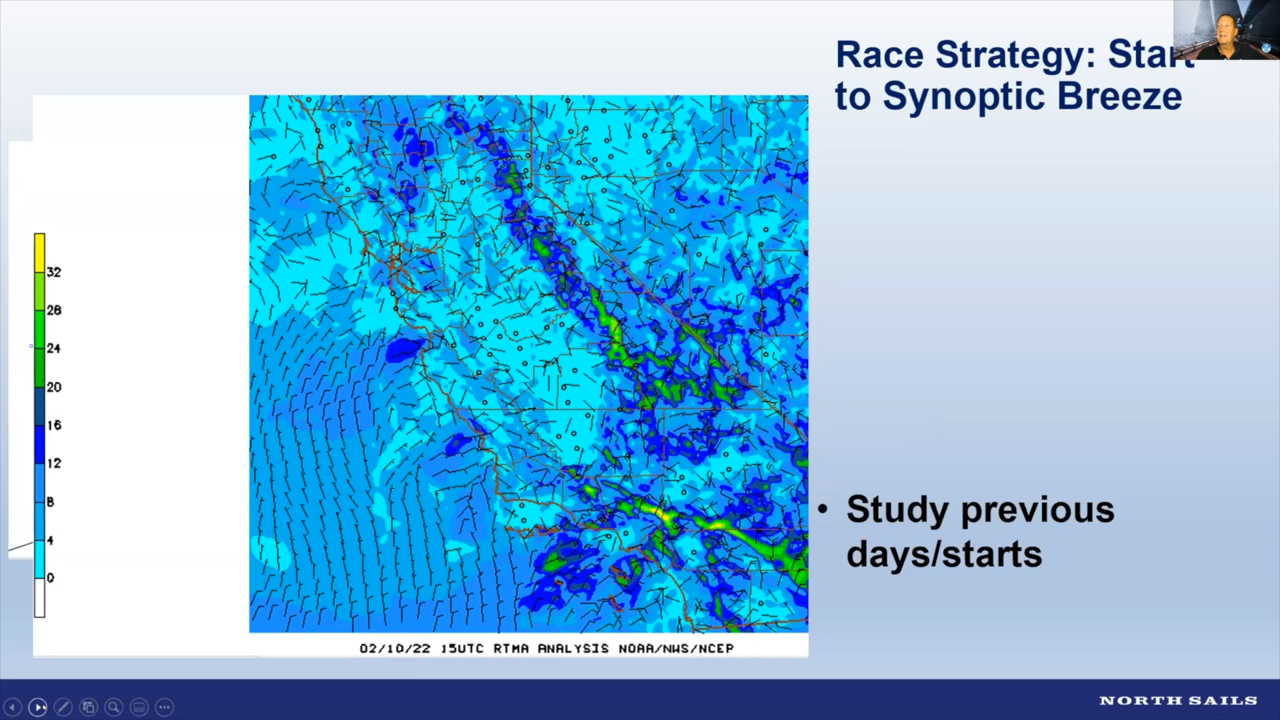 Race Strategy: Start
to Synoptic Breeze
32
28
24
20
16
12
8
4
0
02/10/22 15UTC RTMA ANALYSIS NOAA/NWS/NCEP
• Study previous
days/starts
NORTH SAILS